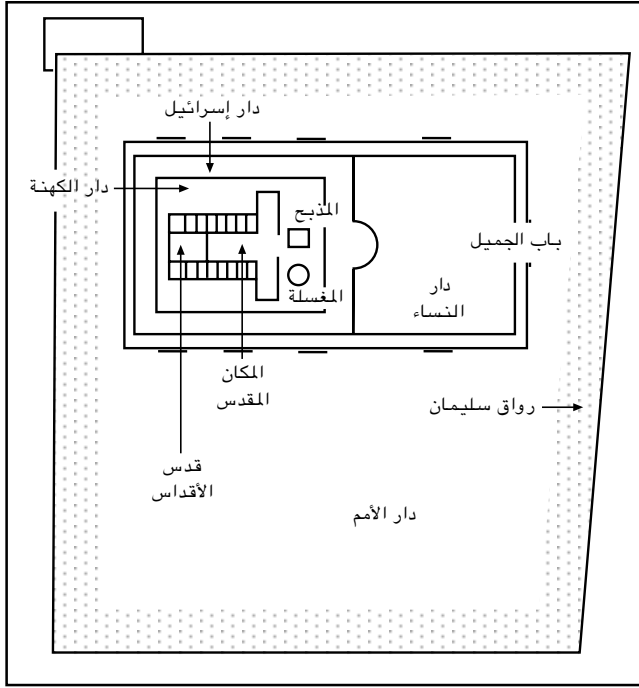 دار إسرائيل
دار الكهنة
المذبح
باب الجميل
دار
النساء
المغسلة
المكان
المقدس
رواق سليمان
قدس
الأقداس
دار الأمم